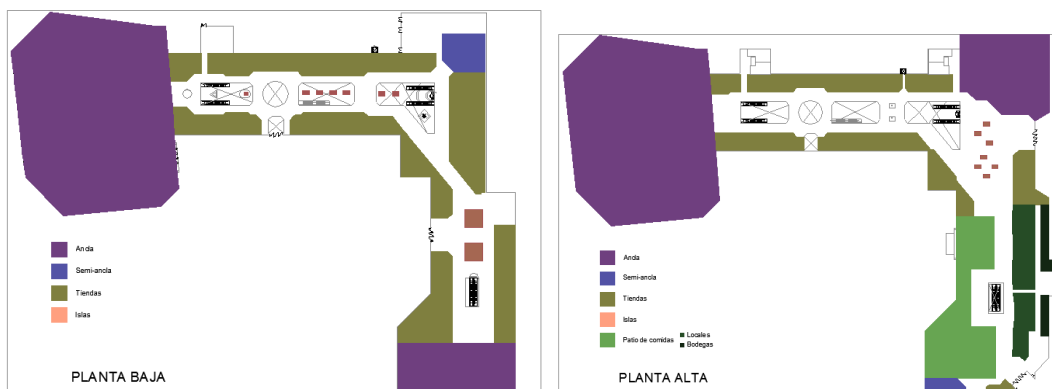 Ancla
Semi-ancla
Tiendas
Islas
PLANTA BAJA
Ancla
Semi-ancla
Tiendas
Islas
Patio de comidas
Locales
Bodegas
PLANTA ALTA